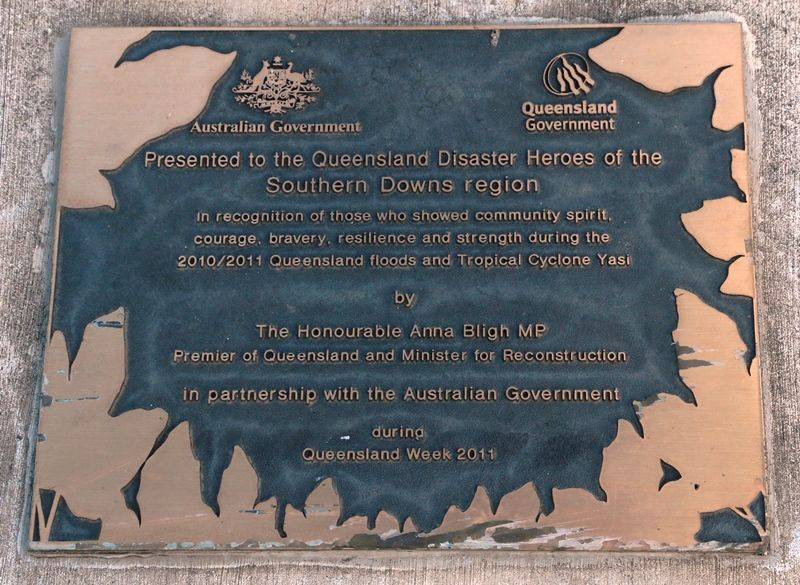 Australian Government
Queensland
Government
Presented to the Queensland Disaster Heroes of the
Southern Downs region
In recognition of those who showed community spirit,
courage, bravery, resilience and strength during the
2010/2011 Queensland floods and Tropical Cyclone Yasi
by
The Honourable Anna Bligh MP
Premier of Queensland and Minister for Reconstruction
in partnership with the Australian Government
during
Queensland Week 2011